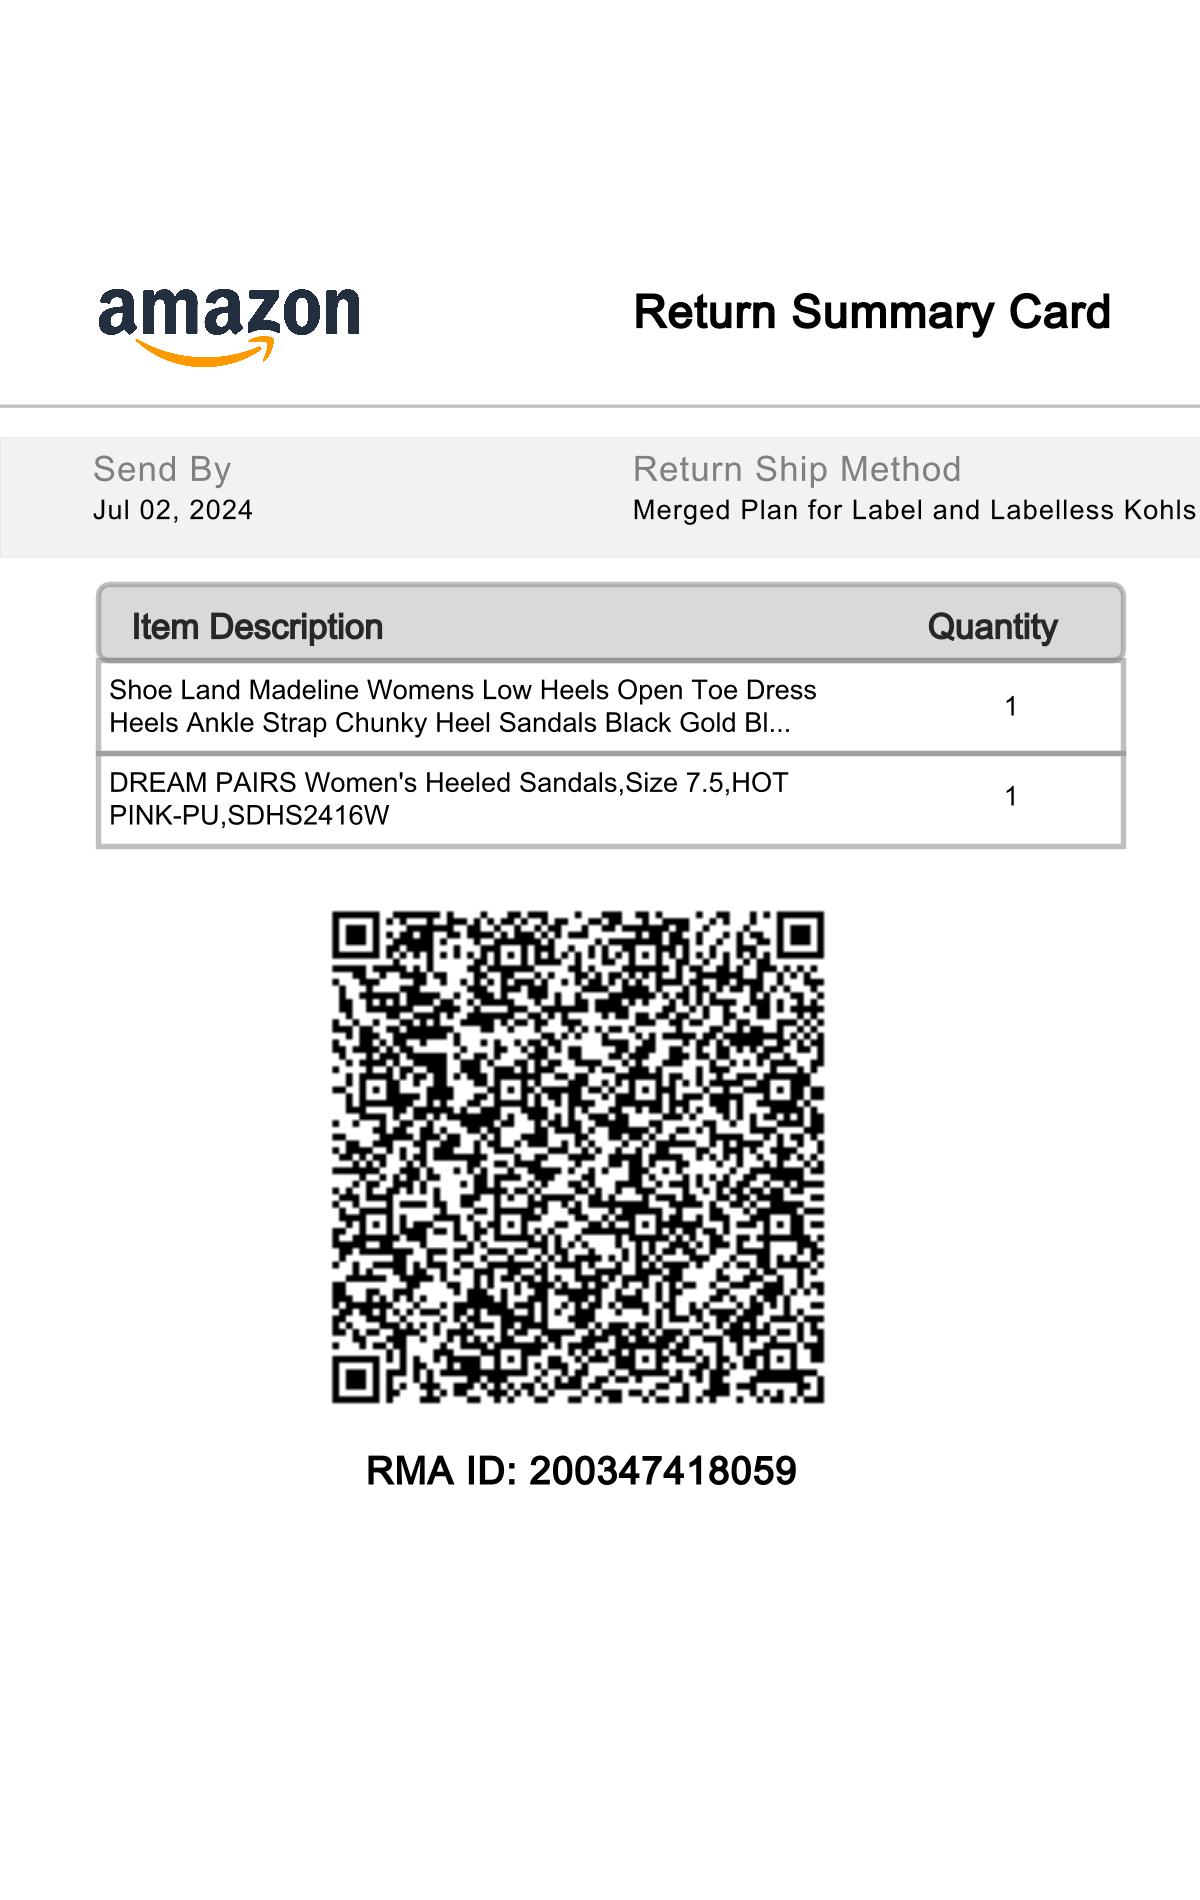 amazon
Return Summary Card
Send By
Jul 02, 2024
Return Ship Method
Merged Plan for Label and Labelless Kohls
Item Description
Quantity
Shoe Land Madeline Womens Low Heels Open Toe Dress
Heels Ankle Strap Chunky Heel Sandals Black Gold Bl...
1
DREAM PAIRS Women's Heeled Sandals,Size 7.5,HOT
PINK-PU,SDHS2416W
1
RMA ID: 200347418059